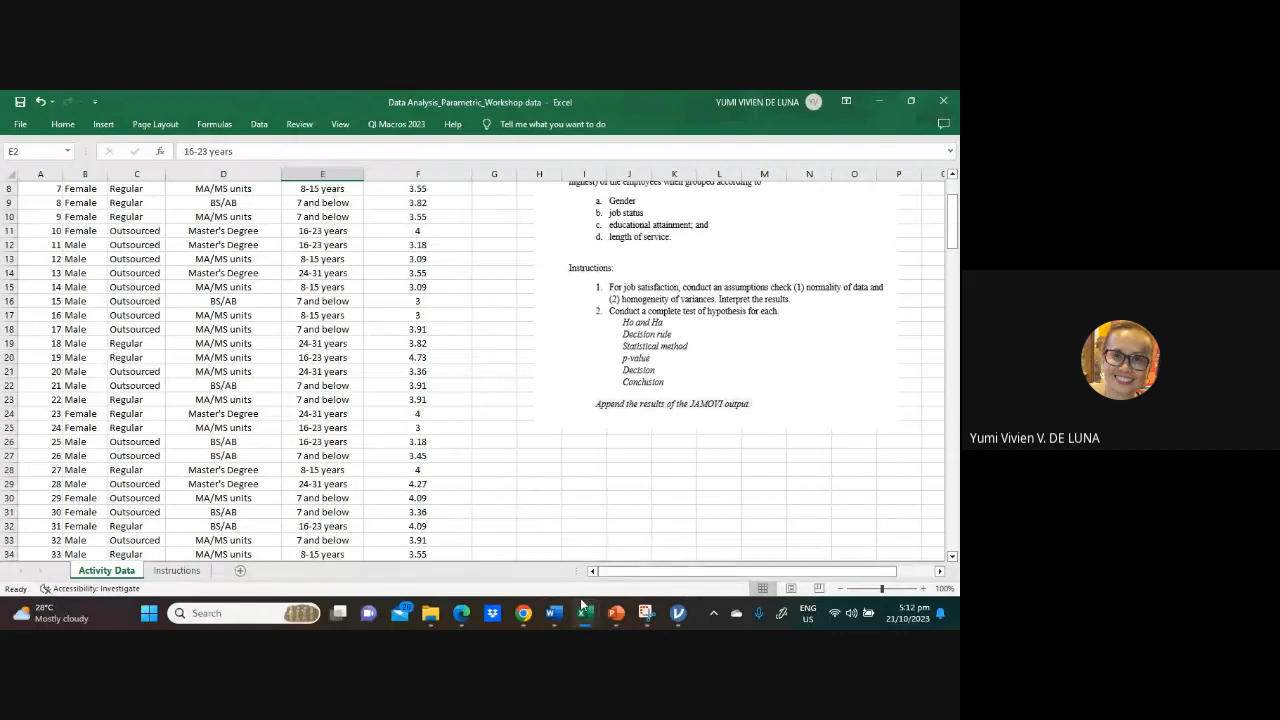 Data Analysis_Parametric_Workshop data - Excel
YUMI VIVIEN DE LUNA YV
File Home Insert Page Layout Formulas Data Review View QI Macros 2023 Help Tell me what you want to do
E2 fx 16-23 years
A B C D E F G H I J K L M N O P
8 7 Female Regular MA/MS units 8-15 years 3.55
9 8 Female Regular BS/AB 7 and below 3.82
10 9 Female Regular MA/MS units 7 and below 3.55
11 10 Female Outsourced Master's Degree 16-23 years 4
12 11 Male Outsourced Master's Degree 16-23 years 3.18
13 12 Male Outsourced MA/MS units 8-15 years 3.09
14 13 Male Outsourced Master's Degree 24-31 years 3.55
15 14 Male Outsourced MA/MS units 8-15 years 3.09
16 15 Male Outsourced BS/AB 7 and below 3
17 16 Male Outsourced MA/MS units 8-15 years 3
18 17 Male Outsourced MA/MS units 7 and below 3.91
19 18 Male Regular MA/MS units 24-31 years 3.82
20 19 Male Regular MA/MS units 16-23 years 4.73
21 20 Male Outsourced MA/MS units 24-31 years 3.36
22 21 Male Outsourced BS/AB 7 and below 3.91
23 22 Male Regular MA/MS units 7 and below 3.91
24 23 Female Regular Master's Degree 24-31 years 4
25 24 Female Regular MA/MS units 16-23 years 3
26 25 Male Outsourced BS/AB 16-23 years 3.18
27 26 Male Outsourced BS/AB 7 and below 3.45
28 27 Male Regular Master's Degree 8-15 years 4
29 28 Male Outsourced Master's Degree 24-31 years 4.27
30 29 Female Outsourced MA/MS units 7 and below 4.09
31 30 Female Outsourced BS/AB 7 and below 3.36
32 31 Female Regular BS/AB 16-23 years 4.09
33 32 Male Outsourced MA/MS units 7 and below 3.91
34 33 Male Regular MA/MS units 8-15 years 3.55
highest) of the employees when grouped according to
a. Gender
b. job status
c. educational attainment; and
d. length of service.
Instructions:
1. For job satisfaction, conduct an assumptions check (1) normality of data and
(2) homogeneity of variances. Interpret the results.
2. Conduct a complete test of hypothesis for each.
Ho and Ha
Decision rule
Statistical method
p-value
Decision
Conclusion
Append the results of the JAMOVI output.
Activity Data Instructions
Ready Accessibility: Investigate 100%
28°C
Mostly cloudy
Search
ENG
US
5:12 pm
21/10/2023
Yumi Vivien V. DE LUNA